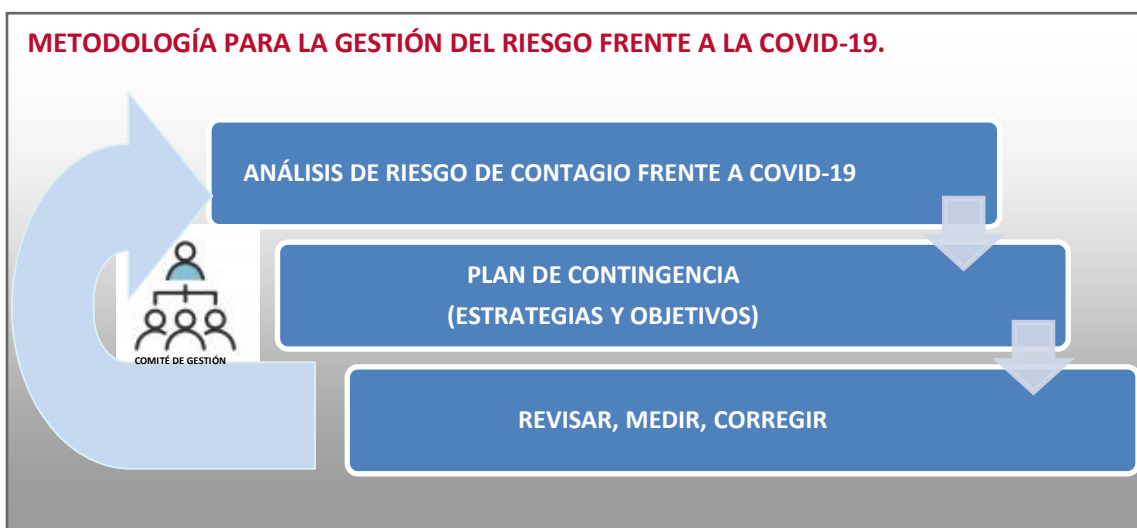 METODOLOGÍA PARA LA GESTIÓN DEL RIESGO FRENTE A LA COVID-19.
ANÁLISIS DE RIESGO DE CONTAGIO FRENTE A COVID-19
PLAN DE CONTINGENCIA
(ESTRATEGIAS Y OBJETIVOS)
COMITÉ DE GESTIÓN
REVISAR, MEDIR, CORREGIR